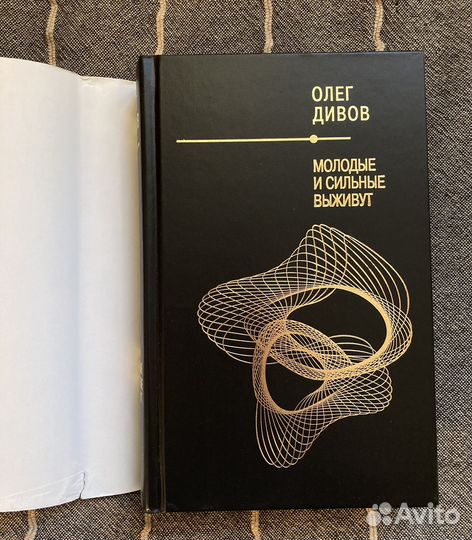 ОЛЕГ
ДИВОВ
МОЛОДЫЕ
И СИЛЬНЫЕ
ВЫЖИВУТ
Avito